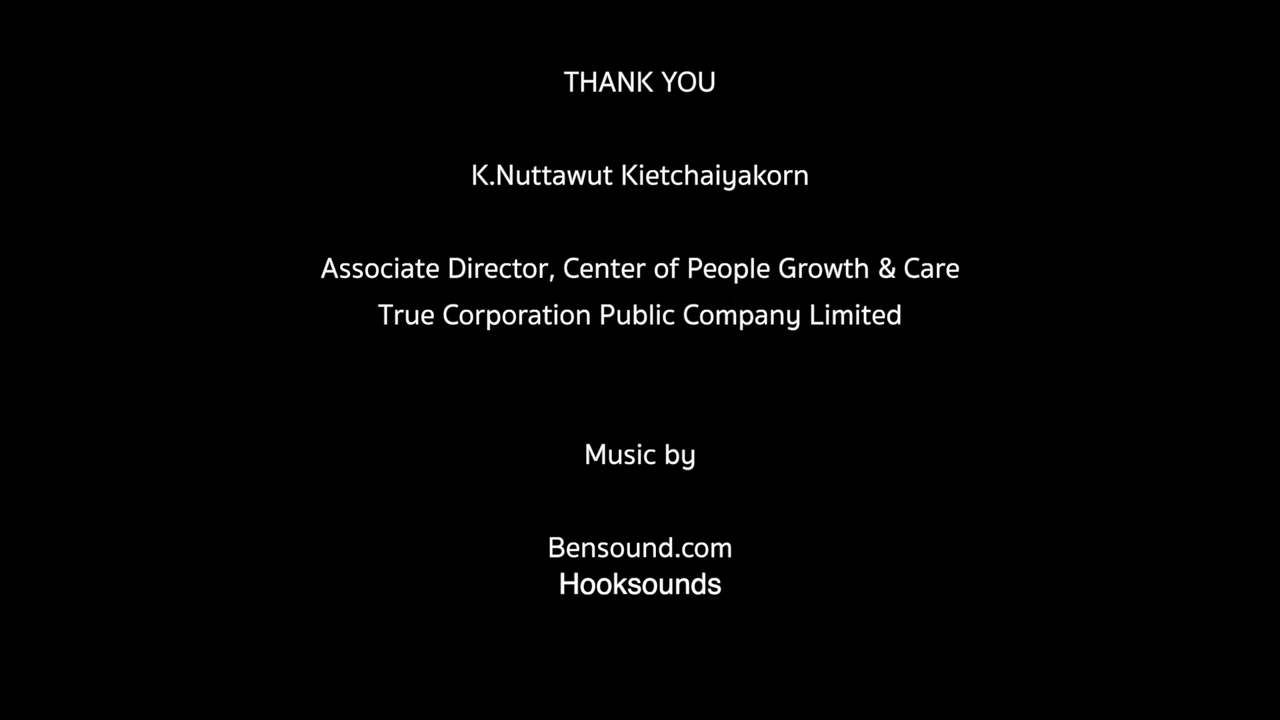 THANK YOU
K.Nuttawut Kietchaiyakorn
Associate Director, Center of People Growth & Care
True Corporation Public Company Limited
Music by
Bensound.com
Hooksounds